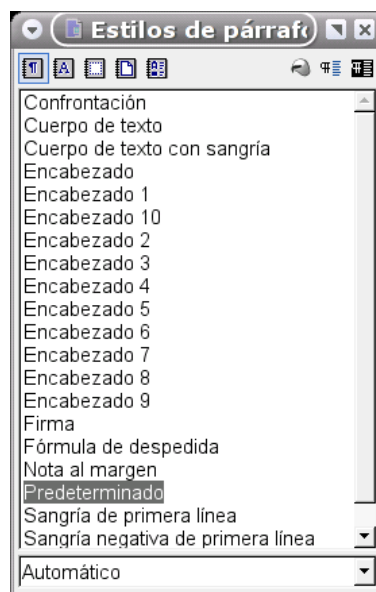 Estilos de párraf
Confrontación
Cuerpo de texto
Cuerpo de texto con sangría
Encabezado
Encabezado 1
Encabezado 10
Encabezado 2
Encabezado 3
Encabezado 4
Encabezado 5
Encabezado 6
Encabezado 7
Encabezado 8
Encabezado 9
Firma
Fórmula de despedida
Nota al margen
Predeterminado
Sangría de primera línea
Sangría negativa de primera línea
Automático